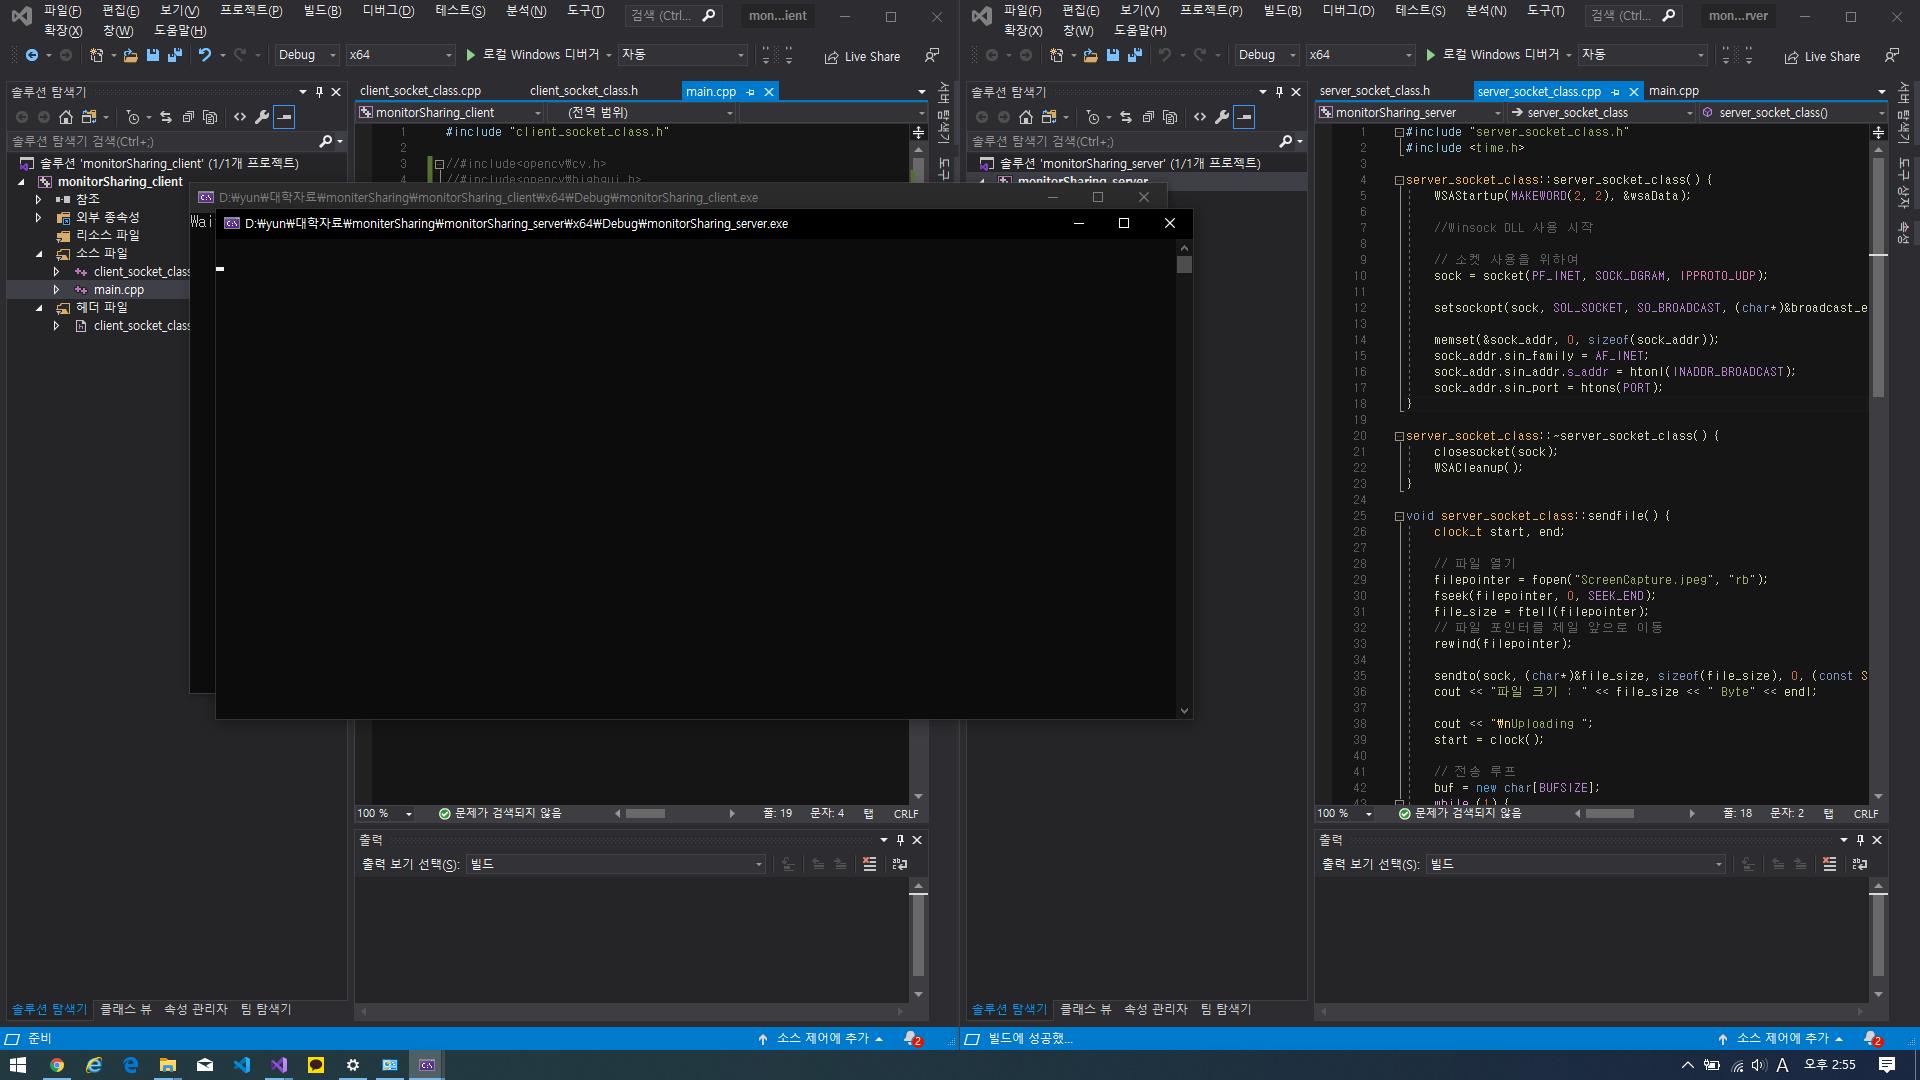 파일(F) 편집(E) 보기(V) 프로젝트(P) 빌드(B) 디버그(D) 테스트(S) 분석(N) 도구(T) 검색 (Ctrl... mon...ient
확장(X) 창(W) 도움말(H)
Debug x64 로컬 Windows 디버거 자동 Live Share
솔루션 탐색기
솔루션 탐색기 검색(Ctrl+;)
솔루션 'monitorSharing_client' (1/1개 프로젝트)
monitorSharing_client
참조
외부 종속성
리소스 파일
소스 파일
client_socket_class
main.cpp
헤더 파일
client_socket_class
솔루션 탐색기 클래스 뷰 속성 관리자 팀 탐색기
client_socket_class.cpp client_socket_class.h main.cpp
monitorSharing_client (전역 범위)
1 #include "client_socket_class.h"
2
3 //#include<opencv₩cv.h>
4 //#include<opencv₩highgui.h>
서버 탐색기
도구
D:₩yun₩대학자료₩moniterSharing₩monitorSharing_client₩x64₩Debug₩monitorSharing_client.exe
Wai
D:₩yun₩대학자료₩moniterSharing₩monitorSharing_server₩x64₩Debug₩monitorSharing_server.exe
100 % 문제가 검색되지 않음 줄: 19 문자: 4 탭 CRLF
출력
출력 보기 선택(S): 빌드
준비 소스 제어에 추가 2
파일(F) 편집(E) 보기(V) 프로젝트(P) 빌드(B) 디버그(D) 테스트(S) 분석(N) 도구(T) 검색 (Ctrl... mon...rver
확장(X) 창(W) 도움말(H)
Debug x64 로컬 Windows 디버거 자동 Live Share
솔루션 탐색기
솔루션 탐색기 검색(Ctrl+;)
솔루션 'monitorSharing_server' (1/1개 프로젝트)
monitorSharing_server
솔루션 탐색기 클래스 뷰 속성 관리자 팀 탐색기
server_socket_class.h server_socket_class.cpp main.cpp
monitorSharing_server server_socket_class server_socket_class()
1 #include "server_socket_class.h"
2 #include <time.h>
3
4 server_socket_class::server_socket_class() {
5 WSAStartup(MAKEWORD(2, 2), &wsaData);
6
7 //Winsock DLL 사용 시작
8
9 // 소켓 사용을 위하여
10 sock = socket(PF_INET, SOCK_DGRAM, IPPROTO_UDP);
11
12 setsockopt(sock, SOL_SOCKET, SO_BROADCAST, (char*)&broadcast_e
13
14 memset(&sock_addr, 0, sizeof(sock_addr));
15 sock_addr.sin_family = AF_INET;
16 sock_addr.sin_addr.s_addr = htonl(INADDR_BROADCAST);
17 sock_addr.sin_port = htons(PORT);
18 }
19
20 server_socket_class::~server_socket_class() {
21 closesocket(sock);
22 WSACleanup();
23 }
24
25 void server_socket_class::sendfile() {
26 clock_t start, end;
27
28 // 파일 열기
29 filepointer = fopen("ScreenCapture.jpeg", "rb");
30 fseek(filepointer, 0, SEEK_END);
31 file_size = ftell(filepointer);
32 // 파일 포인터를 제일 앞으로 이동
33 rewind(filepointer);
34
35 sendto(sock, (char*)&file_size, sizeof(file_size), 0, (const S
36 cout << "파일 크기 : " << file_size << " Byte" << endl;
37
38 cout << "₩nUploading ";
39 start = clock();
40
41 // 전송 루프
42 buf = new char[BUFSIZE];
43 while (1) {
서버 탐색기
도구 상자
속성
100 % 문제가 검색되지 않음 줄: 18 문자: 2 탭 CRLF
출력
출력 보기 선택(S): 빌드
빌드에 성공했... 소스 제어에 추가 2
A 오후 2:55